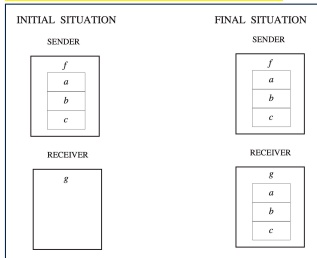 INITIAL SITUATION
SENDER
f
a
b
c
RECEIVER
g
FINAL SITUATION
SENDER
f
a
b
c
RECEIVER
g
a
b
c